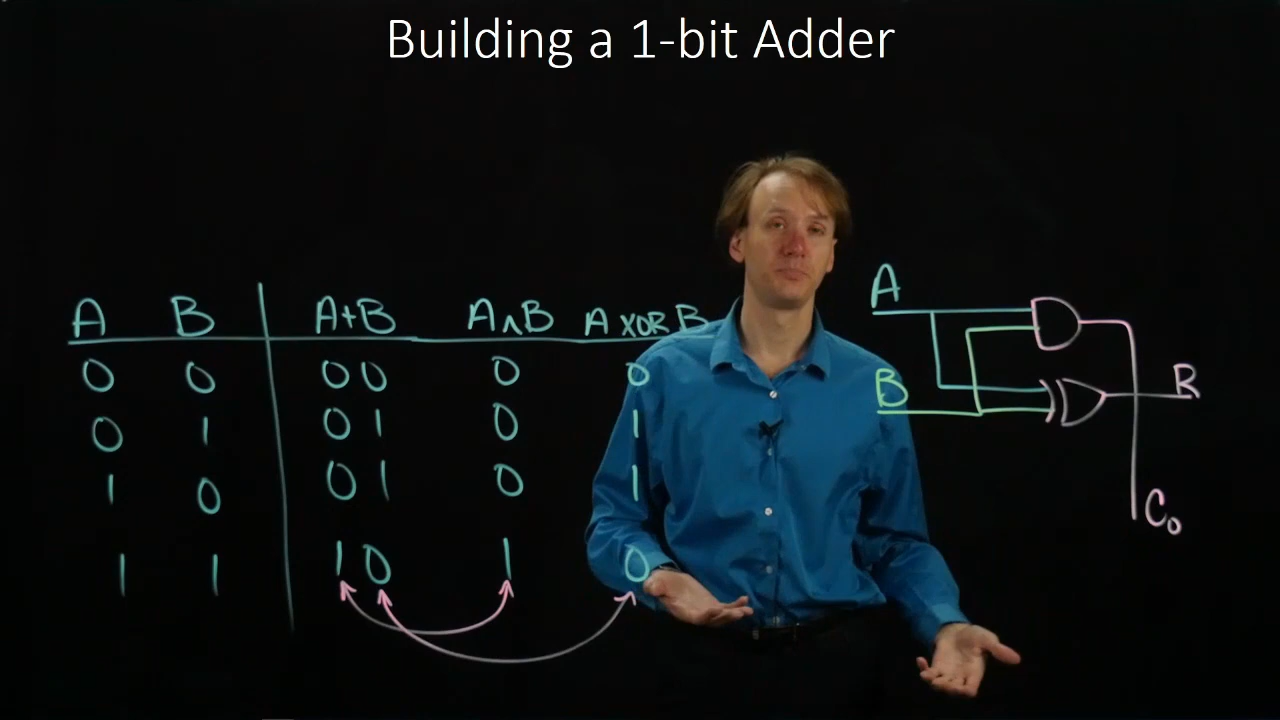 Building a 1-bit Adder
A B A+B A∧B A XOR B
0 0 00 0 0
0 1 01 0 1
1 0 01 0 1
1 1 10 1 0
A
B
R
C₀